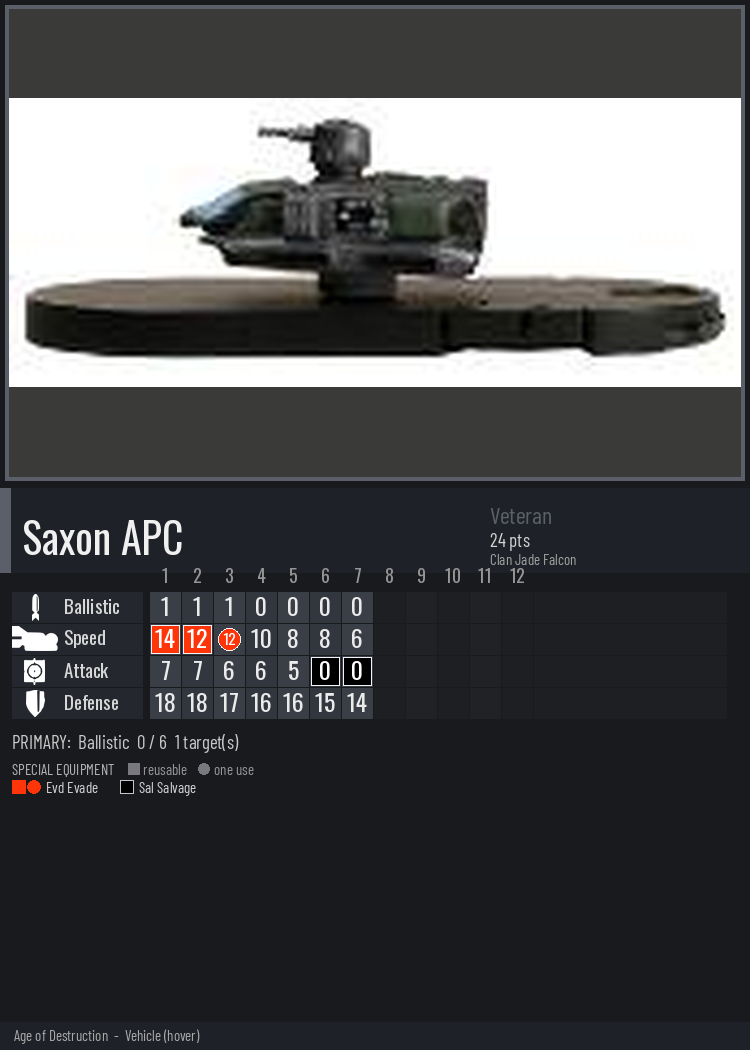 Saxon APC
Veteran
24 pts
Clan Jade Falcon
1 2 3 4 5 6 7 8 9 10 11 12
Ballistic 1 1 1 0 0 0 0
Speed 14 12 12 10 8 8 6
Attack 7 7 6 6 5 0 0
Defense 18 18 17 16 16 15 14
PRIMARY: Ballistic 0 / 6 1 target(s)
SPECIAL EQUIPMENT reusable one use
Evd Evade Sal Salvage
Age of Destruction - Vehicle (hover)